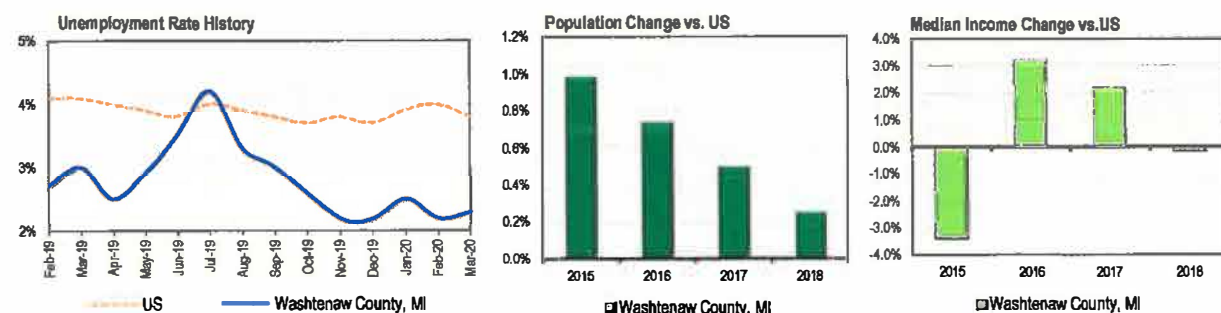 Unemployment Rate History
5%
4%
3%
2%
Feb-19
Mar-19
Apr-19
May-19
Jun-19
Jul-19
Aug-19
Sep-19
Oct-19
Nov-19
Dec-19
Jan-20
Feb-20
Mar-20
US
Washtenaw County, MI
Population Change vs. US
1.2%
1.0%
0.8%
0.6%
0.4%
0.2%
0.0%
2015
2016
2017
2018
Washtenaw County, MI
Median Income Change vs.US
4.0%
3.0%
2.0%
1.0%
0.0%
-1.0%
-2.0%
-3.0%
-4.0%
2015
2016
2017
2018
Washtenaw County, MI